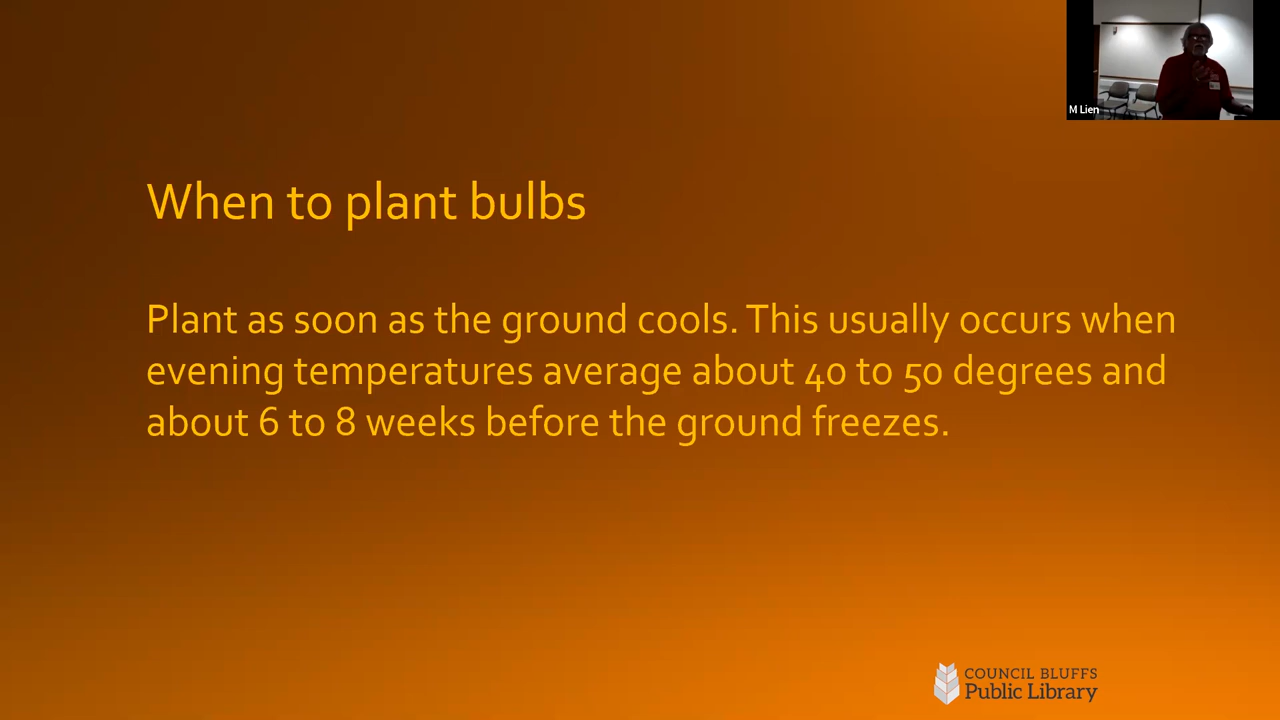 M Lien
When to plant bulbs
Plant as soon as the ground cools. This usually occurs when
evening temperatures average about 40 to 50 degrees and
about 6 to 8 weeks before the ground freezes.
COUNCIL BLUFFS
Public Library